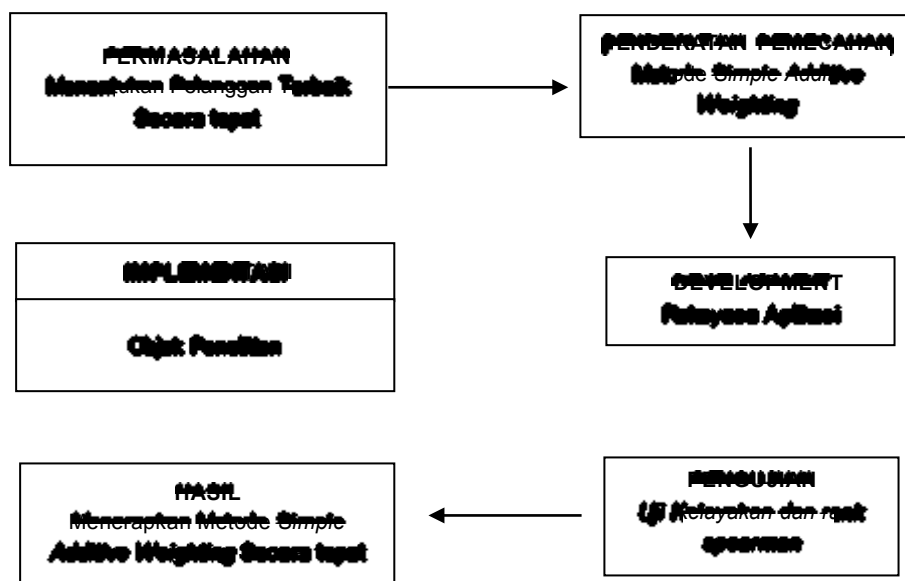 PERMASALAHAN
Menentukan Pelanggan Terbaik
Secara tepat
PENDEKATAN PEMECAHAN
Metode Simple Additive
Weighting
IMPLEMENTASI
Objek Penelitian
DEVELOPMENT
Aplikasi
HASIL
Menerapkan Metode Simple
Additive Weighting Secara tepat
PENGUJIAN
Uji Kelayakan dan rank
spearman